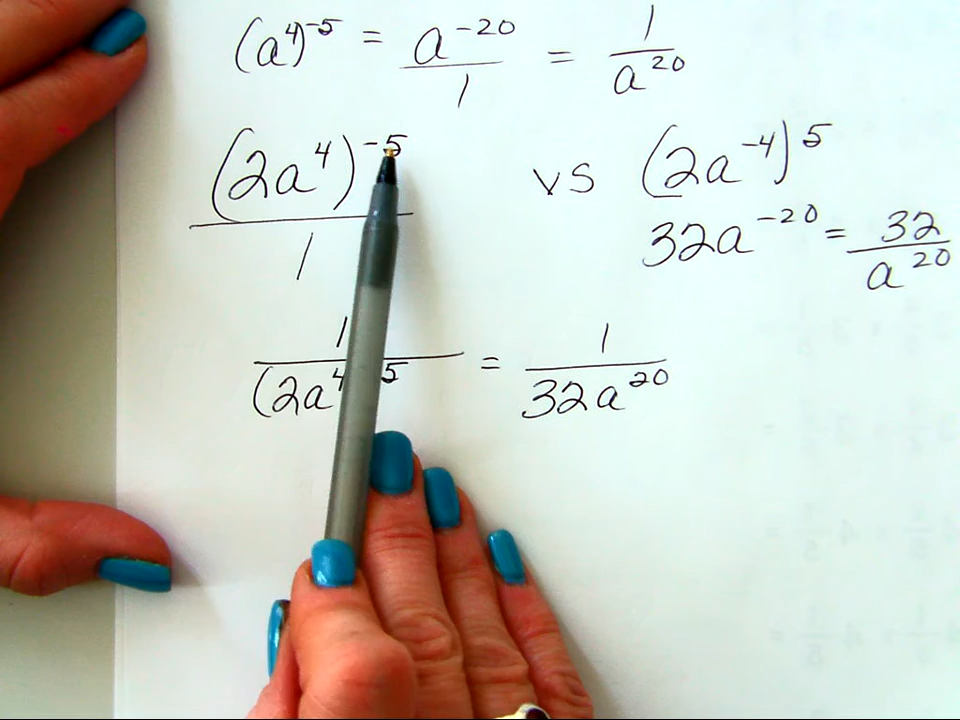 (a⁴)⁻⁵ = a⁻²⁰/1 = 1/a²⁰
(2a⁴)⁻⁵/1 vs (2a⁻⁴)⁵
32a⁻²⁰ = 32/a²⁰
1/(2a⁴ ⁵ = 1/32a²⁰